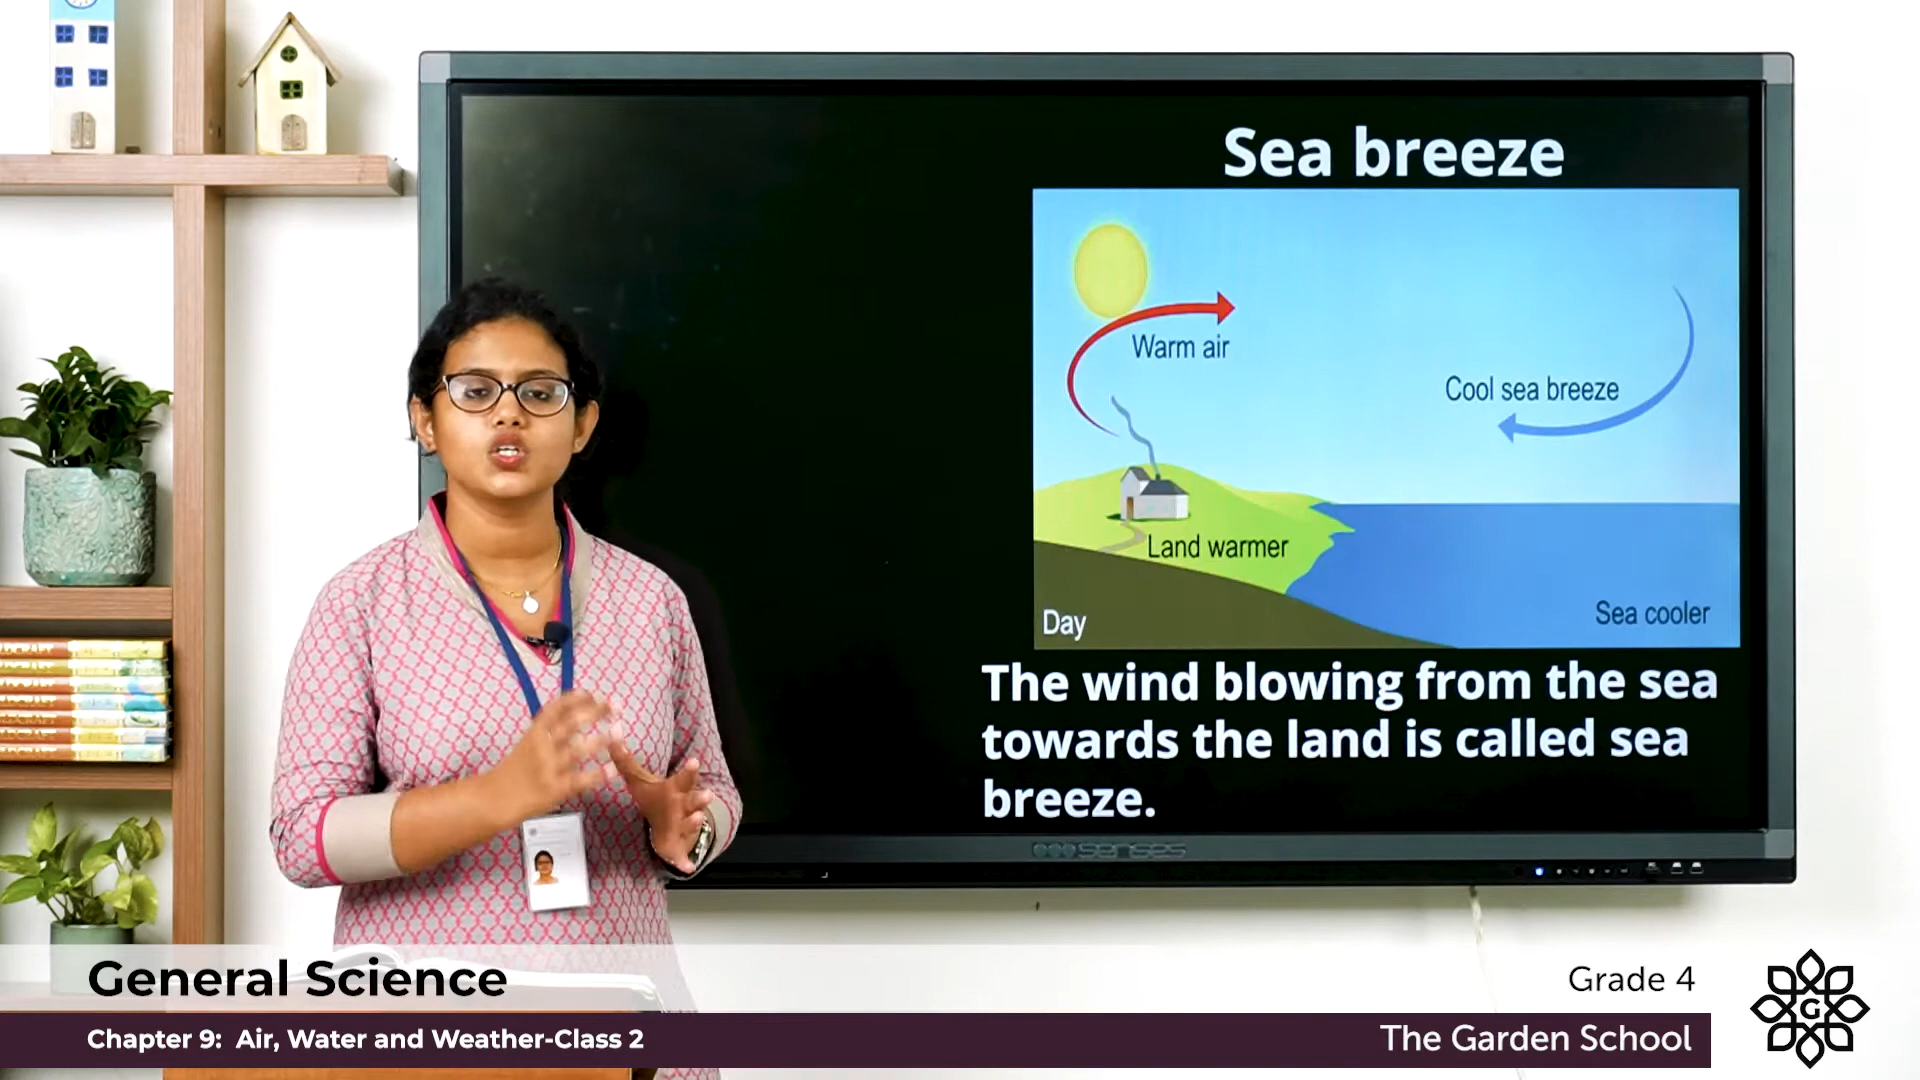 Sea breeze
Warm air
Cool sea breeze
Land warmer
Sea cooler
Day
The wind blowing from the sea
towards the land is called sea
breeze.
senses
General Science
Grade 4
Chapter 9: Air, Water and Weather-Class 2
The Garden School
G